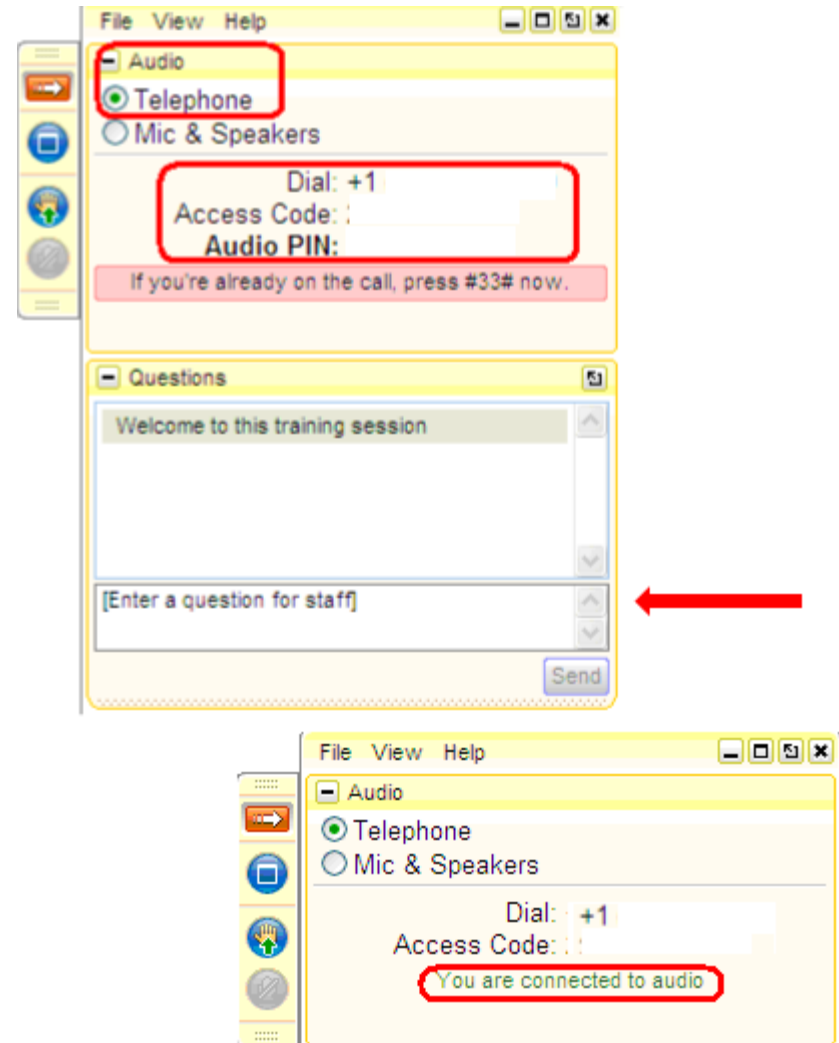 File View Help
Audio
Telephone
Mic & Speakers
Dial: +1
Access Code:
Audio PIN:
If you're already on the call, press #33# now.
Questions
Welcome to this training session
[Enter a question for staff]
Send
File View Help
Audio
Telephone
Mic & Speakers
Dial: +1
Access Code:
You are connected to audio